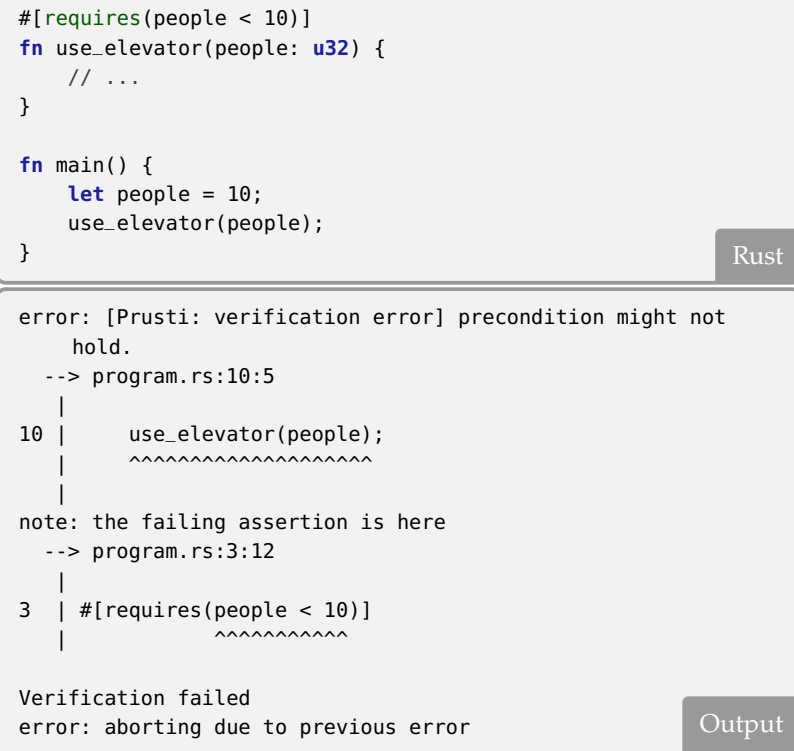 #[requires(people < 10)]
fn use_elevator(people: u32) {
    // ...
}

fn main() {
    let people = 10;
    use_elevator(people);
}
Rust
error: [Prusti: verification error] precondition might not
    hold.
  --> program.rs:10:5
   |
10 |     use_elevator(people);
   |     ^^^^^^^^^^^^^^^^^^^^
   |
note: the failing assertion is here
  --> program.rs:3:12
   |
3  | #[requires(people < 10)]
   |            ^^^^^^^^^^^

Verification failed
error: aborting due to previous error
Output